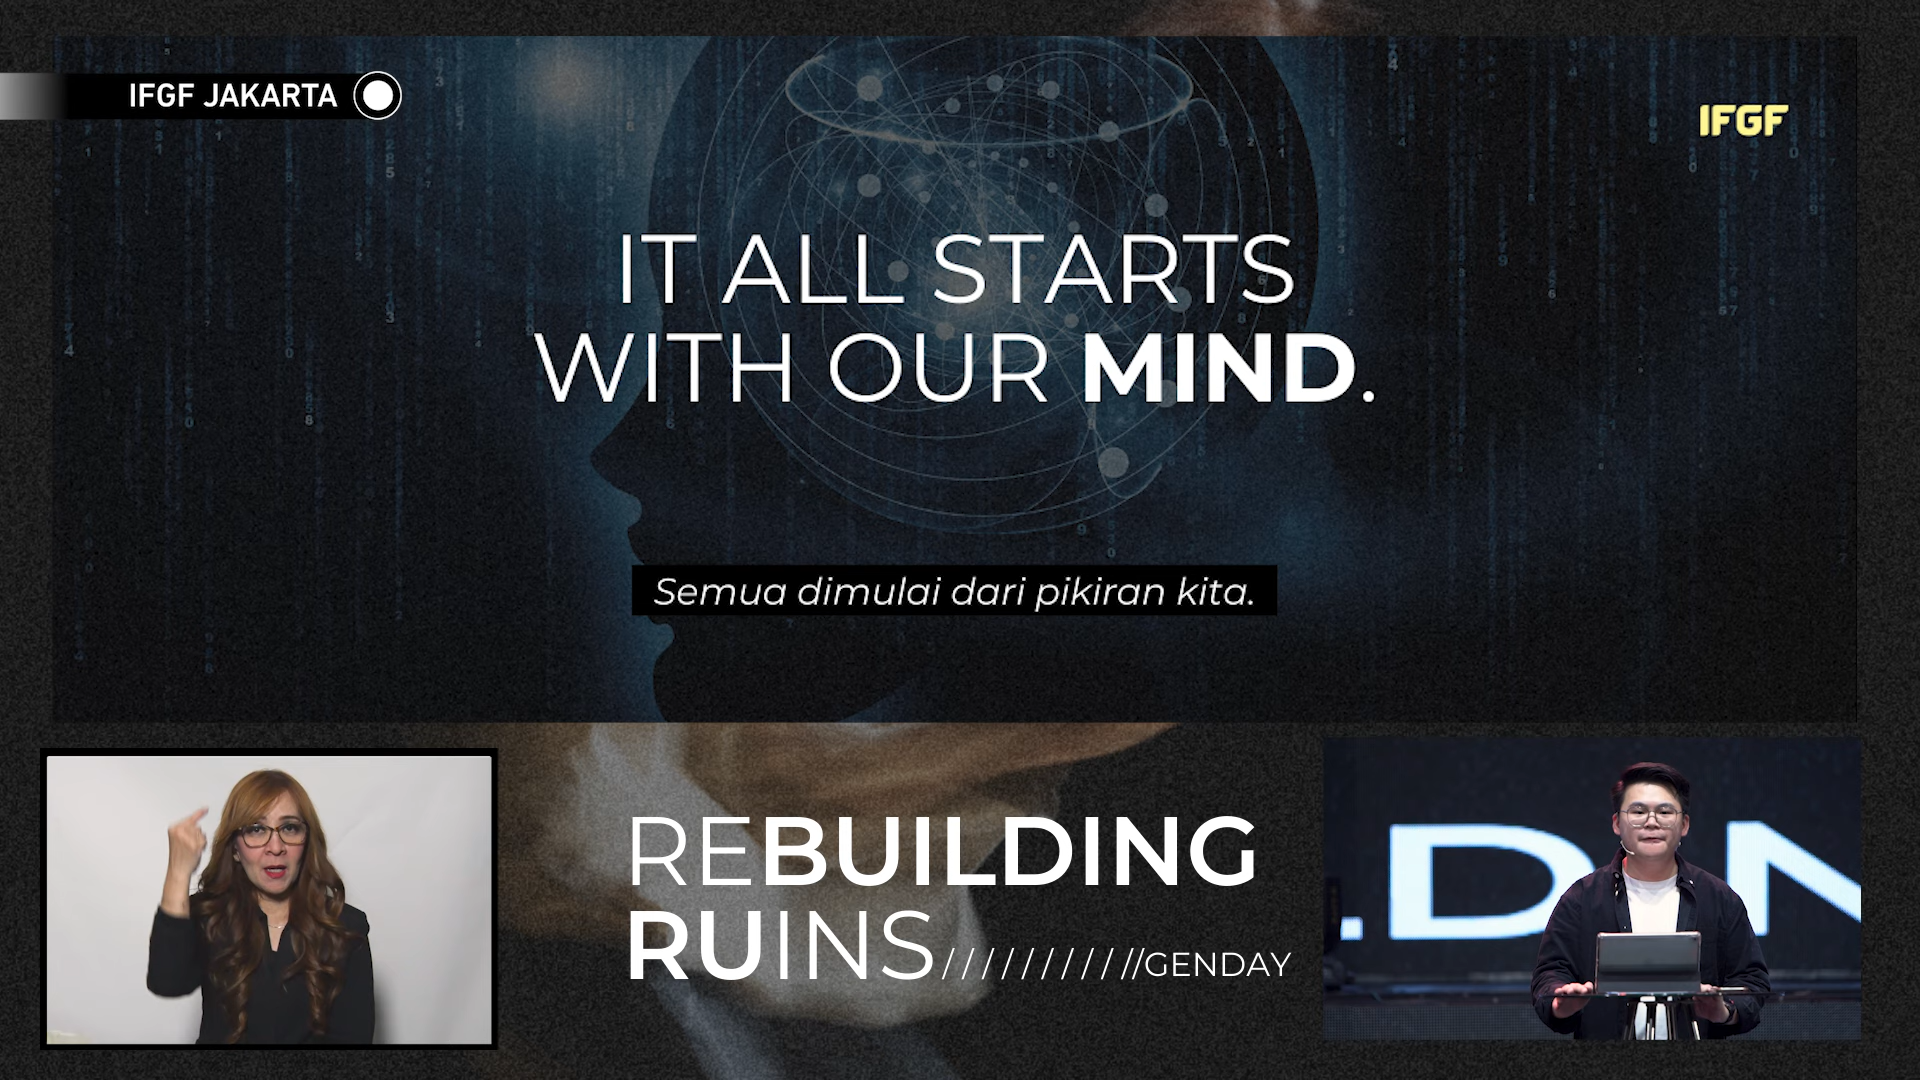 IFGF JAKARTA
IFGF
IT ALL STARTS
WITH OUR MIND.
Semua dimulai dari pikiran kita.
REBUILDING
RUINS///////////GENDAY